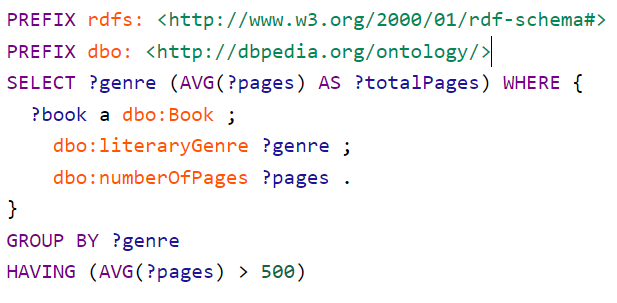 PREFIX rdfs: <http://www.w3.org/2000/01/rdf-schema#>
PREFIX dbo: <http://dbpedia.org/ontology/>
SELECT ?genre (AVG(?pages) AS ?totalPages) WHERE {
  ?book a dbo:Book ;
    dbo:literaryGenre ?genre ;
    dbo:numberOfPages ?pages .
}
GROUP BY ?genre
HAVING (AVG(?pages) > 500)